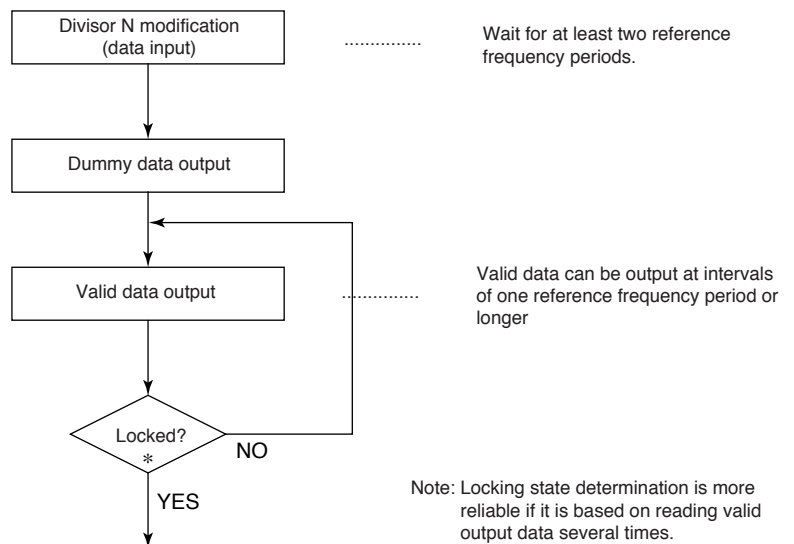 Divisor N modification
(data input)
Wait for at least two reference
frequency periods.
Dummy data output
Valid data output
Valid data can be output at intervals
of one reference frequency period or
longer
Locked?
*
NO
YES
Note: Locking state determination is more
reliable if it is based on reading valid
output data several times.